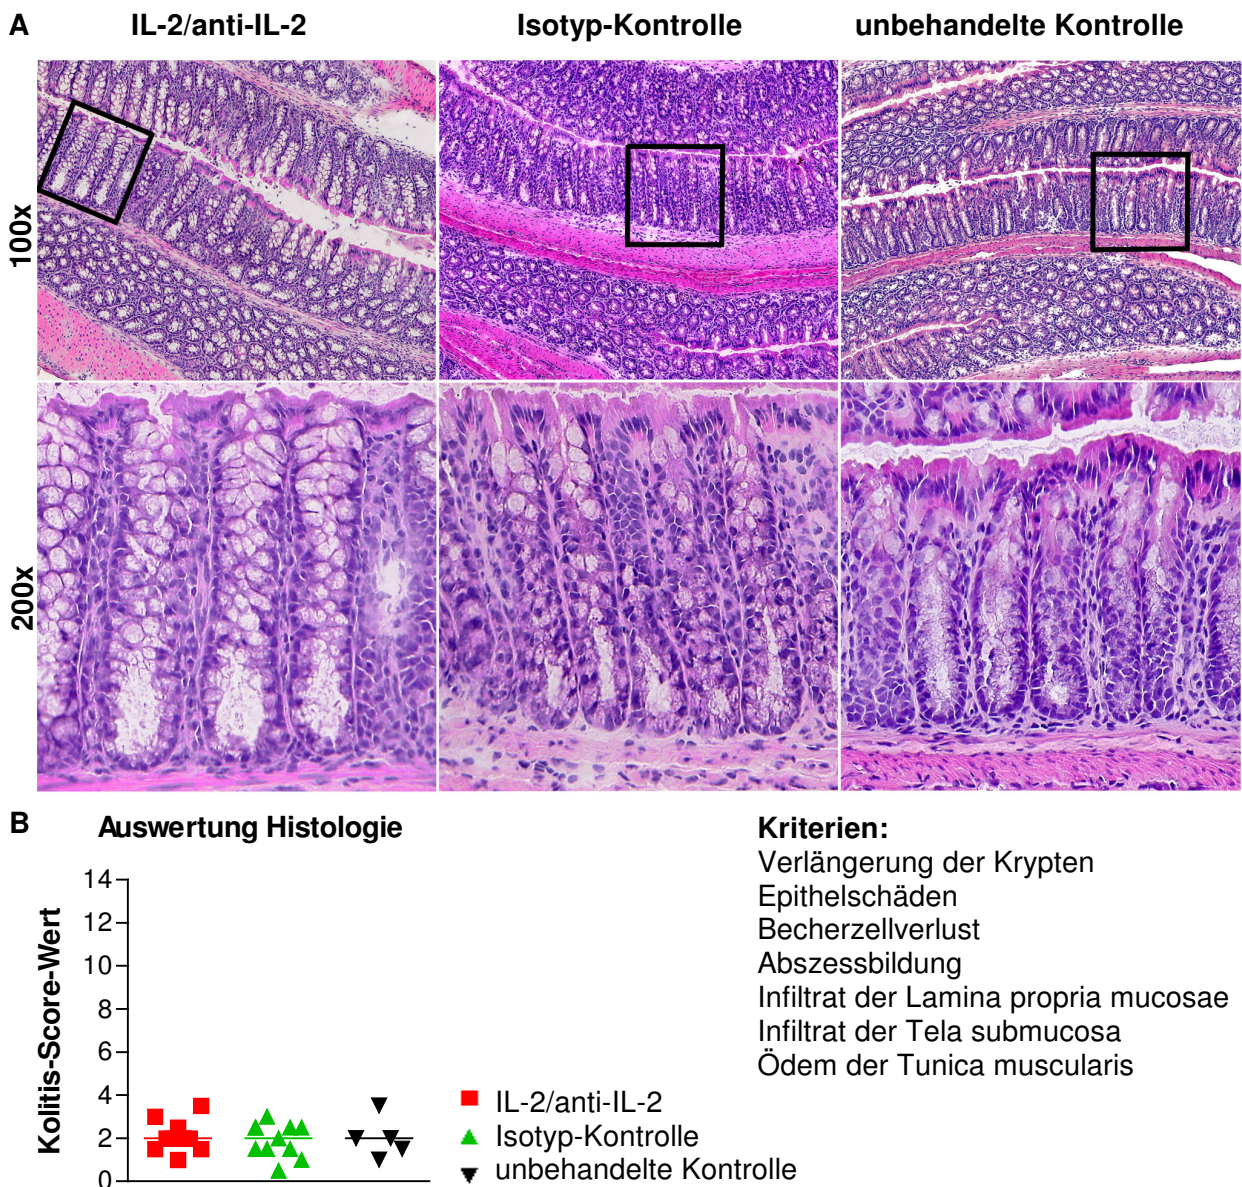 A
IL-2/anti-IL-2
Isotyp-Kontrolle
unbehandelte Kontrolle
100x
200x
B
Auswertung Histologie
Kolitis-Score-Wert
14
12
10
8
6
4
2
0
IL-2/anti-IL-2
Isotyp-Kontrolle
unbehandelte Kontrolle
Kriterien:
Verlängerung der Krypten
Epithelschäden
Becherzellverlust
Abszessbildung
Infiltrat der Lamina propria mucosae
Infiltrat der Tela submucosa
Ödem der Tunica muscularis